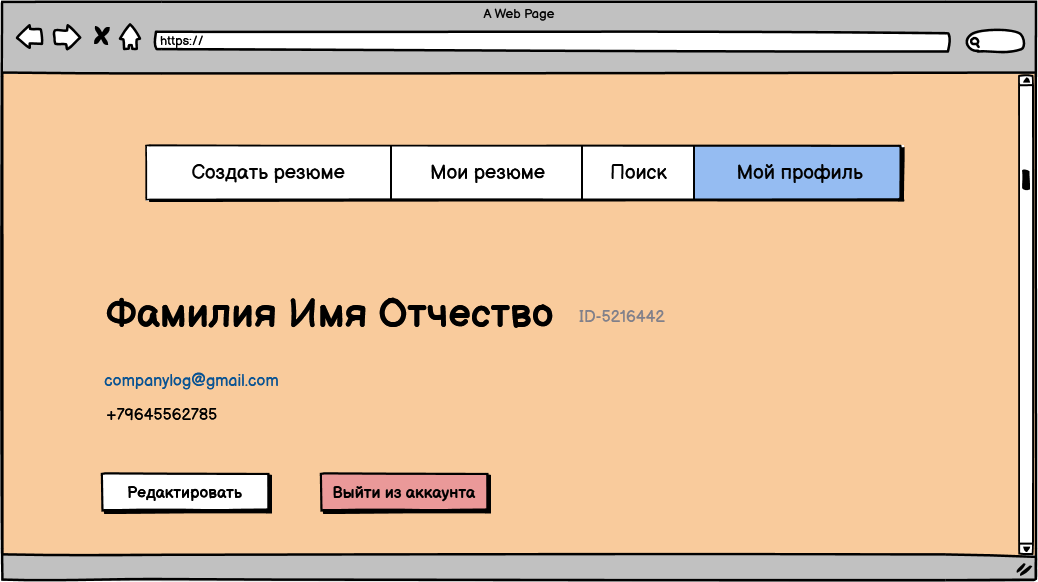 A Web Page
https://
Создать резюме Мои резюме Поиск Мой профиль
Фамилия Имя Отчество ID-5216442
companylog@gmail.com
+79645562785
Редактировать Выйти из аккаунта